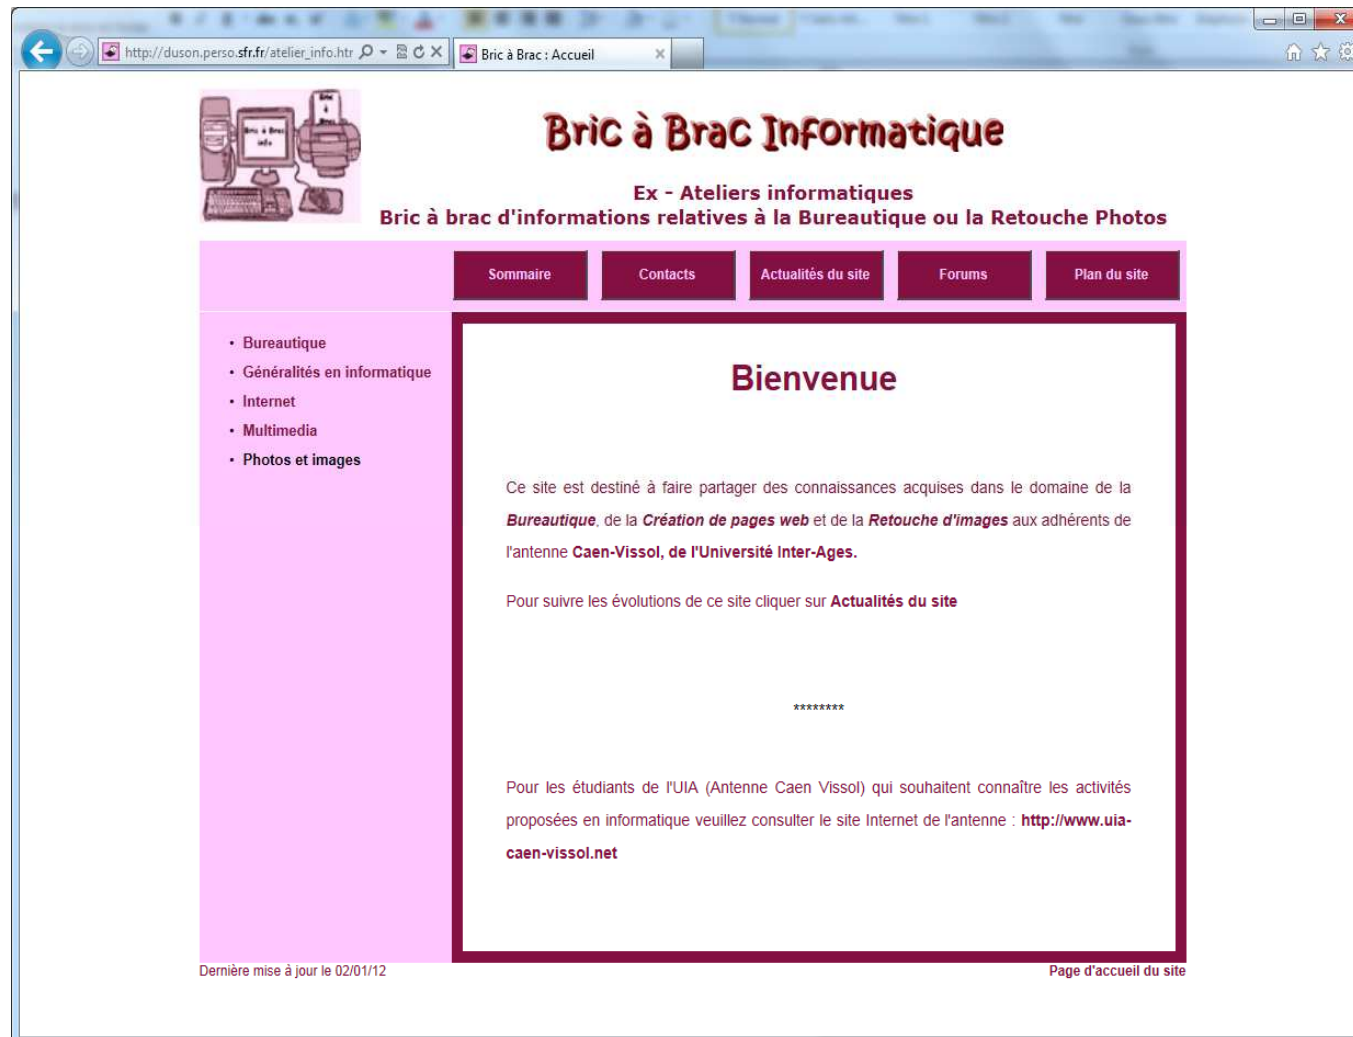 http://duson.perso.sfr.fr/atelier_info.htr
Bric à Brac : Accueil
Bric à Brac info
Bric à Brac
Bric à Brac Informatique
Ex - Ateliers informatiques
Bric à brac d'informations relatives à la Bureautique ou la Retouche Photos
Sommaire
Contacts
Actualités du site
Forums
Plan du site
• Bureautique
• Généralités en informatique
• Internet
• Multimedia
• Photos et images
Bienvenue
Ce site est destiné à faire partager des connaissances acquises dans le domaine de la
Bureautique, de la Création de pages web et de la Retouche d'images aux adhérents de
l'antenne Caen-Vissol, de l'Université Inter-Ages.
Pour suivre les évolutions de ce site cliquer sur Actualités du site
********
Pour les étudiants de l'UIA (Antenne Caen Vissol) qui souhaitent connaître les activités
proposées en informatique veuillez consulter le site Internet de l'antenne : http://www.uia-
caen-vissol.net
Dernière mise à jour le 02/01/12
Page d'accueil du site